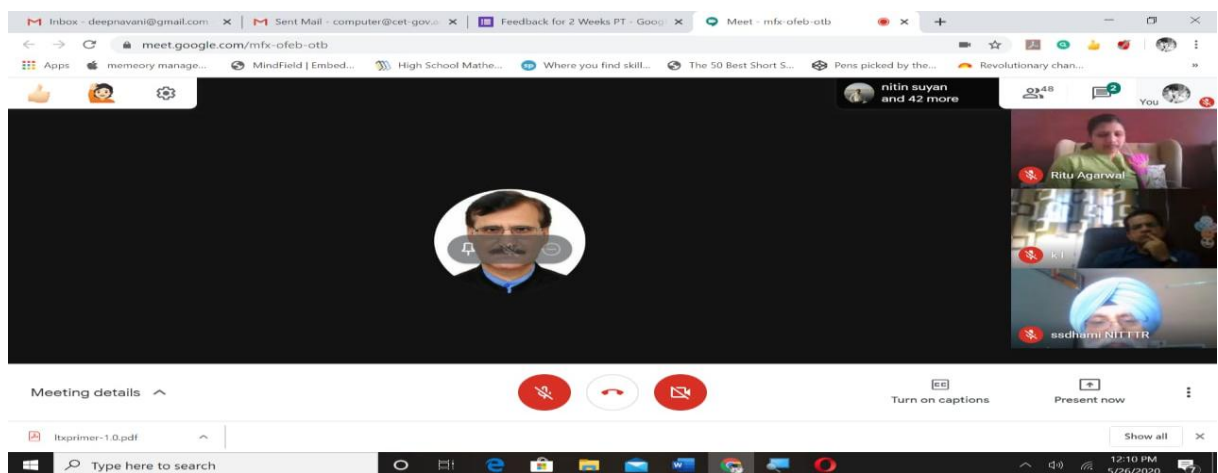 Inbox - deepnavani@gmail.com
Sent Mail - computer@cet-gov.a
Feedback for 2 Weeks PT - Goog
Meet - mfx-ofeb-otb
meet.google.com/mfx-ofeb-otb
Apps
memeory manage...
MindField | Embed...
High School Mathe...
Where you find skill...
The 50 Best Short S...
Pens picked by the...
Revolutionary chan...
nitin suyan
and 42 more
48
2
You
Ritu Agarwal
k l
ssdhami NITTTR
Meeting details
Turn on captions
Present now
ltxprimer-1.0.pdf
Show all
Type here to search
12:10 PM
5/26/2020